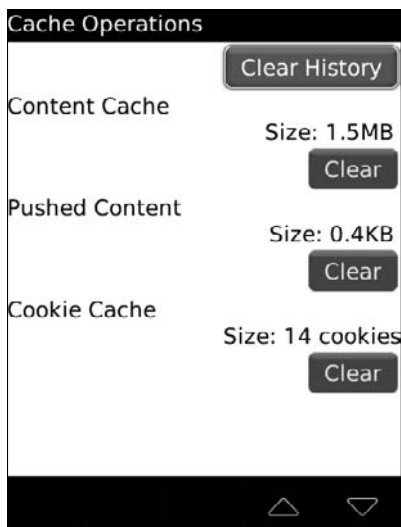 Cache Operations
Clear History
Content Cache
Size: 1.5MB
Clear
Pushed Content
Size: 0.4KB
Clear
Cookie Cache
Size: 14 cookies
Clear